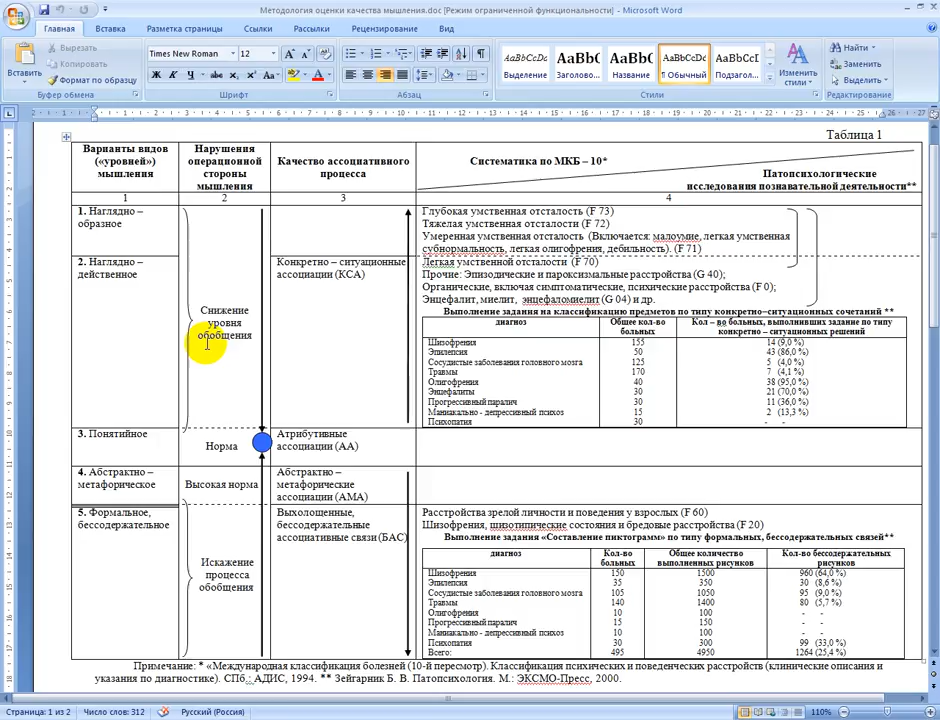 Методология оценки качества мышления.doc [Режим ограниченной функциональности] - Microsoft Word
Главная Вставка Разметка страницы Ссылки Рассылки Рецензирование Вид
Вставить
Вырезать
Копировать
Формат по образцу
Буфер обмена
Times New Roman 12
Ж К Ч abc x₂ x² Aa
Шрифт
Абзац
AaBbCcDc AaBbC AaBl AaBbCcDc AaBbCcI
Выделение Заголово... Название ¶ Обычный Подзагол...
Стили
Изменить стили
Найти
Заменить
Выделить
Редактирование
Таблица 1
Варианты видов («уровней») мышления
Нарушения операционной стороны мышления
Качество ассоциативного процесса
Систематика по МКБ – 10*
Патопсихологические
исследования познавательной деятельности**
1 2 3 4
1. Наглядно –
образное
2. Наглядно –
действенное
Снижение
уровня
обобщения
Конкретно – ситуационные
ассоциации (КСА)
Глубокая умственная отсталость (F 73)
Тяжелая умственная отсталости (F 72)
Умеренная умственная отсталость (Включается: малоумие, легкая умственная
субнормальность, легкая олигофрения, дебильность). (F 71)
Легкая умственной отсталости (F 70)
Прочие: Эпизодические и пароксизмальные расстройства (G 40);
Органические, включая симптоматические, психические расстройства (F 0);
Энцефалит, миелит, энцефаломиелит (G 04) и др.
Выполнение задания на классификацию предметов по типу конкретно–ситуационных сочетаний **
диагноз
Общее кол-во
больных
Кол – во больных, выполнивших задание по типу
конкретно – ситуационных решений
Шизофрения 155 14 (9,0 %)
Эпилепсия 50 43 (86,0 %)
Сосудистые заболевания головного мозга 125 5 (4,0 %)
Травмы 170 7 (4,1 %)
Олигофрения 40 38 (95,0 %)
Энцефалиты 30 21 (70,0 %)
Прогрессивный паралич 30 11 (36,0 %)
Маниакально - депрессивный психоз 15 2 (13,3 %)
Психопатия 30 - -
3. Понятийное
Норма
Атрибутивные
ассоциации (АА)
4. Абстрактно –
метафорическое
Высокая норма
Абстрактно –
метафорические
ассоциации (АМА)
5. Формальное,
бессодержательное
Искажение
процесса
обобщения
Выхолощенные,
бессодержательные
ассоциативные связи (БАС)
Расстройства зрелой личности и поведения у взрослых (F 60)
Шизофрения, шизотипические состояния и бредовые расстройства (F 20)
Выполнение задания «Составление пиктограмм» по типу формальных, бессодержательных связей**
диагноз
Кол-во
больных
Общее количество
выполненных рисунков
Кол-во бессодержательных
рисунков
Шизофрения 150 1500 960 (64,0 %)
Эпилепсия 35 350 30 (8,6 %)
Сосудистые заболевания головного мозга 105 1050 95 (9,0 %)
Травмы 140 1400 80 (5,7 %)
Олигофрения 10 100 - -
Прогрессивный паралич 15 150 - -
Маниакально - депрессивный психоз 10 100 - -
Психопатия 30 300 99 (33,0 %)
Всего: 495 4950 1264 (25,4 %)
Примечание: * «Международная классификация болезней (10-й пересмотр). Классификация психических и поведенческих расстройств (клинические описания и
указания по диагностике). СПб.: АДИС, 1994. ** Зейгарник Б. В. Патопсихология. М.: ЭКСМО-Пресс, 2000.
Страница: 1 из 2 Число слов: 312 Русский (Россия) 110%